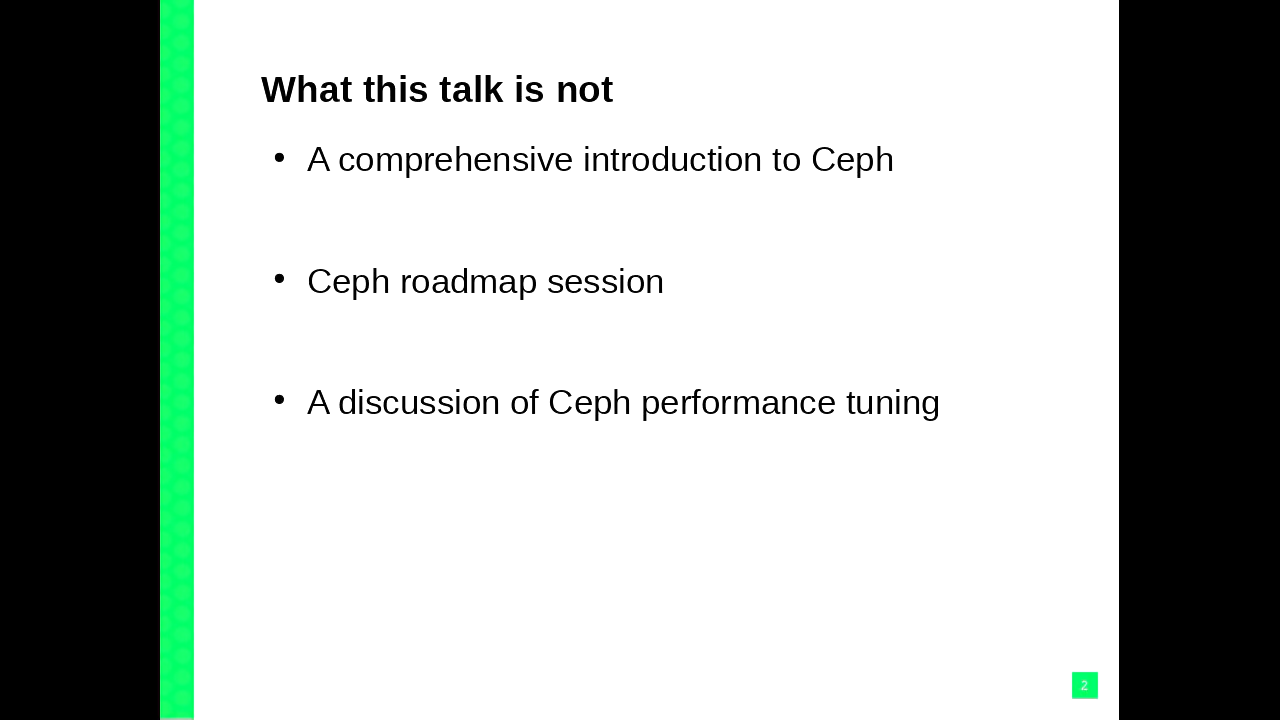 What this talk is not
• A comprehensive introduction to Ceph
• Ceph roadmap session
• A discussion of Ceph performance tuning
2